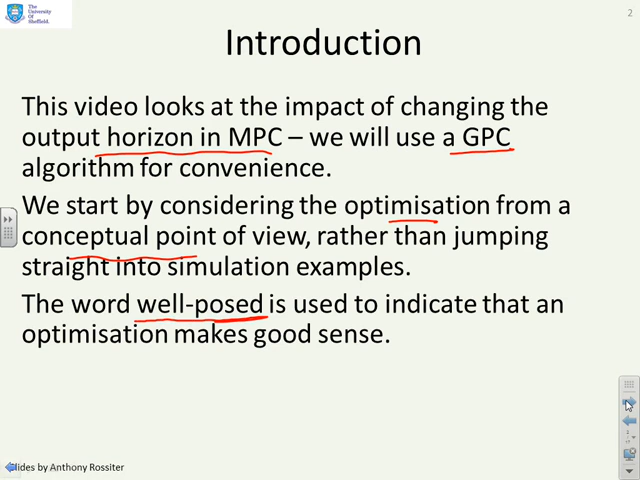 The
University
Of
Sheffield.
2
Introduction
This video looks at the impact of changing the
output horizon in MPC – we will use a GPC
algorithm for convenience.
We start by considering the optimisation from a
conceptual point of view, rather than jumping
straight into simulation examples.
The word well-posed is used to indicate that an
optimisation makes good sense.
Slides by Anthony Rossiter